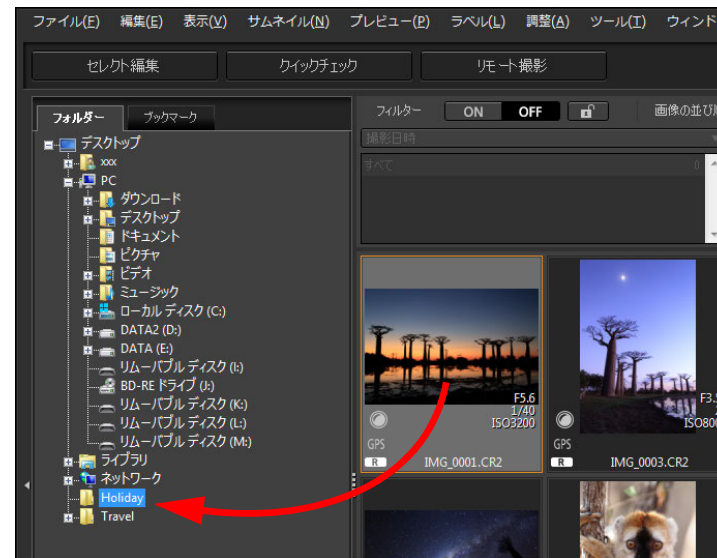 ファイル(F) 編集(E) 表示(V) サムネイル(N) プレビュー(P) ラベル(L) 調整(A) ツール(T) ウィンド
セレクト編集 クイックチェック リモート撮影
フォルダー ブックマーク
フィルター ON OFF 画像の並び
撮影日時
すべて 0
デスクトップ
xxx
PC
ダウンロード
デスクトップ
ドキュメント
ピクチャ
ビデオ
ミュージック
ローカル ディスク (C:)
DATA2 (D:)
DATA (E:)
リムーバブル ディスク (I:)
BD-RE ドライブ (J:)
リムーバブル ディスク (K:)
リムーバブル ディスク (L:)
リムーバブル ディスク (M:)
ライブラリ
ネットワーク
Holiday
Travel
F5.6
1/40
ISO3200
GPS
R IMG_0001.CR2
F3.5
ISO800
GPS
R IMG_0003.CR2